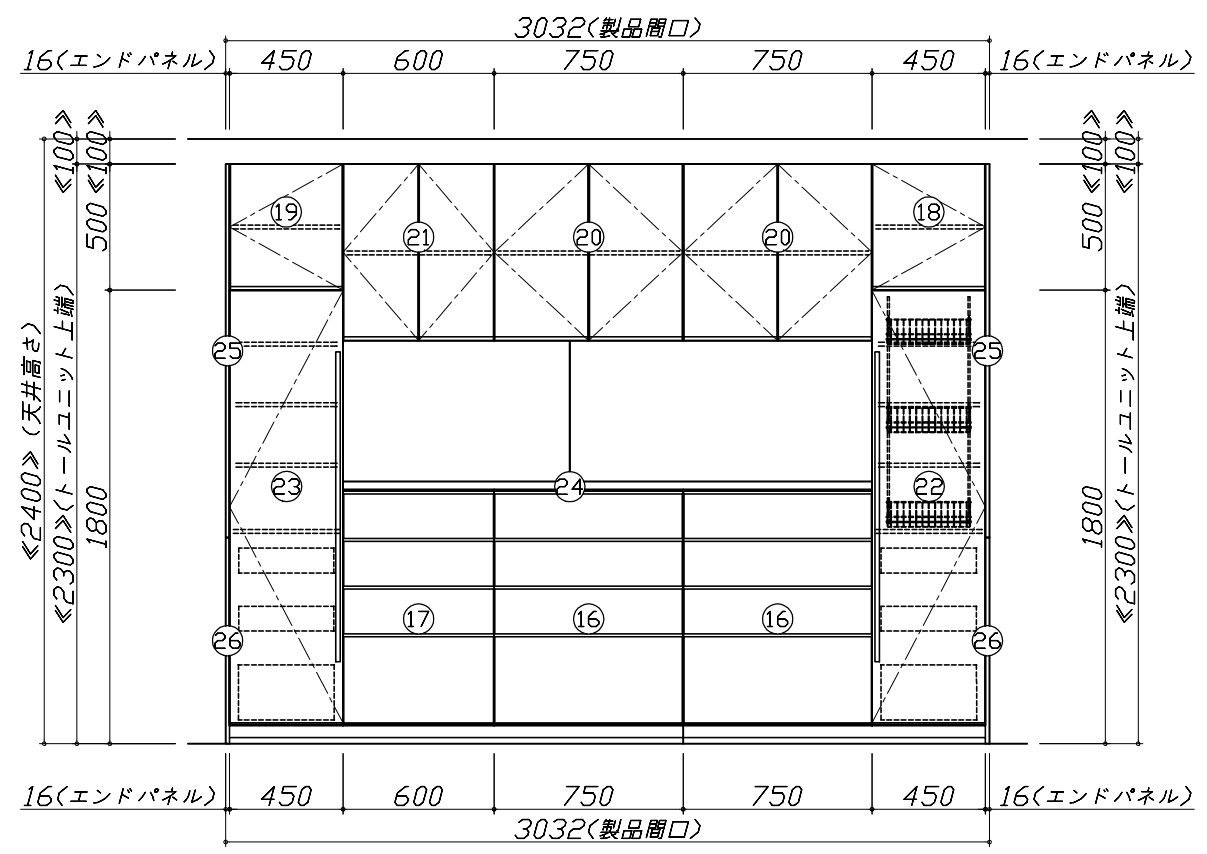 3032(製品間口)
16(エンドパネル) 450 600 750 750 450 16(エンドパネル)
≪100≫ ≪100≫ ≪100≫ ≪100≫
500 500
19 21 20 20 18
≪2400≫(天井高さ)
≪2300≫(トールユニット上端)
1800
25 25
23 24 22
17 16 16
26 26
1800
≪2300≫(トールユニット上端)
16(エンドパネル) 450 600 750 750 450 16(エンドパネル)
3032(製品間口)